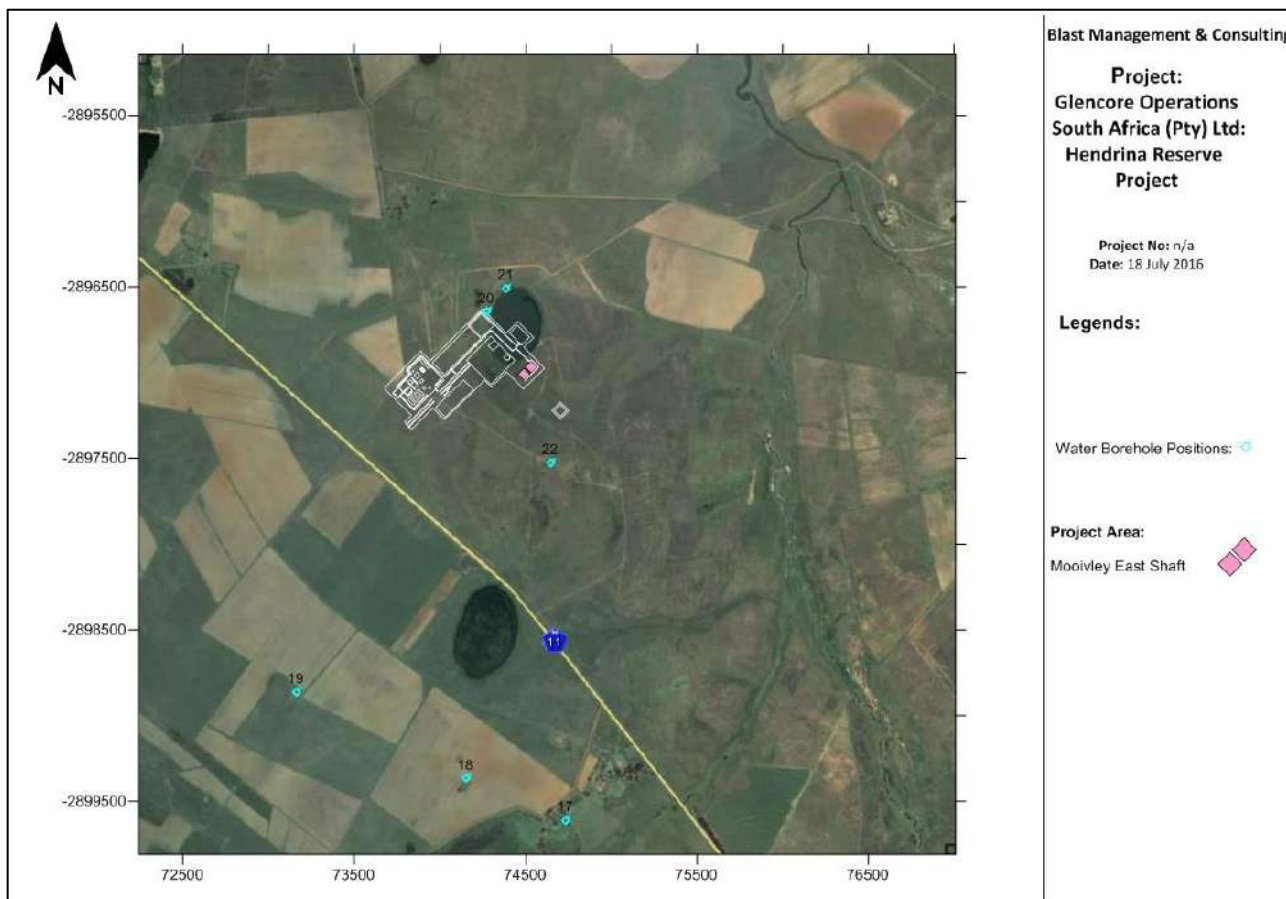 N
-2895500
-2896500
-2897500
-2898500
-2899500
72500
73500
74500
75500
76500
21
20
22
11
19
18
17
Blast Management & Consulting
Project:
Glencore Operations
South Africa (Pty) Ltd:
Hendrina Reserve
Project
Project No: n/a
Date: 18 July 2016
Legends:
Water Borehole Positions:
Project Area:
Mooivley East Shaft